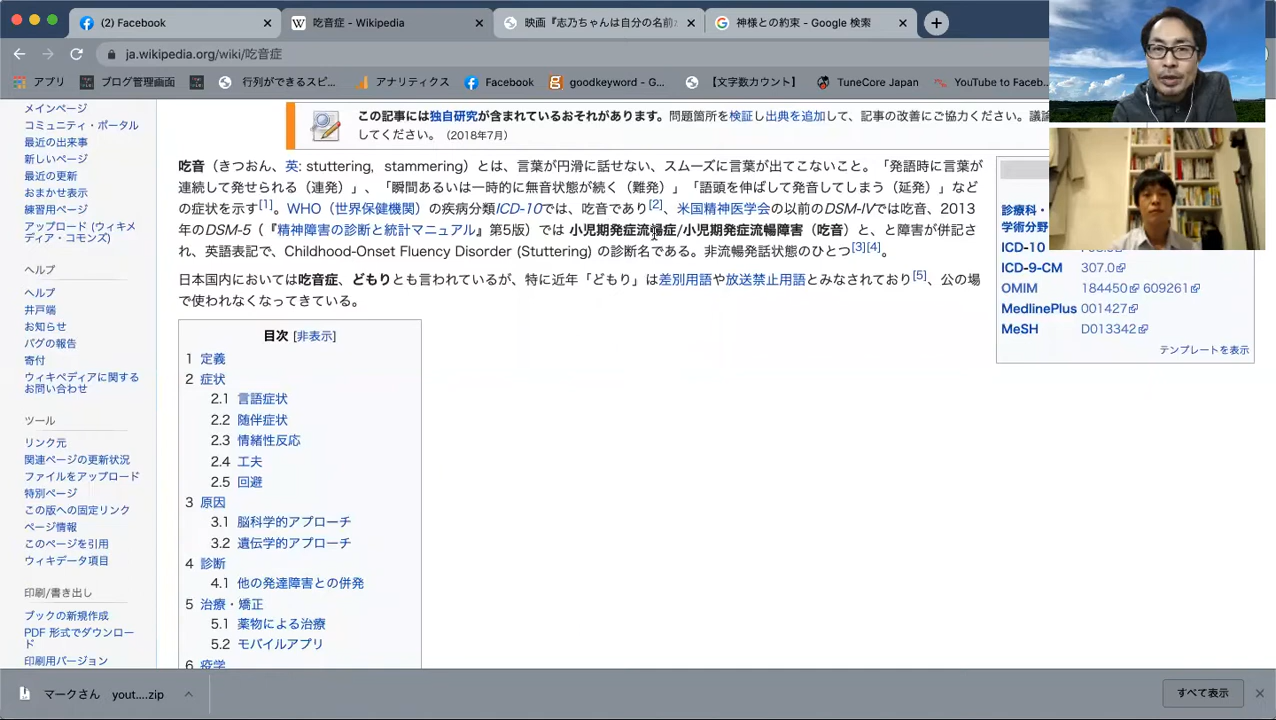 (2) Facebook
吃音症 - Wikipedia
映画『志乃ちゃんは自分の名前
神様との約束 - Google 検索
ja.wikipedia.org/wiki/吃音症
アプリ
ブログ管理画面
行列ができるスピ...
アナリティクス
Facebook
goodkeyword - G...
【文字数カウント】
TuneCore Japan
YouTube to Faceb...
メインページ
コミュニティ・ポータル
最近の出来事
新しいページ
最近の更新
おまかせ表示
練習用ページ
アップロード (ウィキメ
ディア・コモンズ)
ヘルプ
ヘルプ
井戸端
お知らせ
バグの報告
寄付
ウィキペディアに関する
お問い合わせ
ツール
リンク元
関連ページの更新状況
ファイルをアップロード
特別ページ
この版への固定リンク
ページ情報
このページを引用
ウィキデータ項目
印刷/書き出し
ブックの新規作成
PDF 形式でダウンロー
ド
印刷用バージョン
この記事には独自研究が含まれているおそれがあります。問題箇所を検証し出典を追加して、記事の改善にご協力ください。議論
してください。（2018年7月）
吃音（きつおん、英: stuttering, stammering）とは、言葉が円滑に話せない、スムーズに言葉が出てこないこと。「発語時に言葉が
連続して発せられる（連発）」、「瞬間あるいは一時的に無音状態が続く（難発）」「語頭を伸ばして発音してしまう（延発）」など
の症状を示す[1]。WHO（世界保健機関）の疾病分類ICD-10では、吃音であり[2]、米国精神医学会の以前のDSM-IVでは吃音、2013
年のDSM-5（『精神障害の診断と統計マニュアル』第5版）では 小児期発症流暢症/小児期発症流暢障害（吃音）と、と障害が併記さ
れ、英語表記で、Childhood-Onset Fluency Disorder (Stuttering) の診断名である。非流暢発話状態のひとつ[3][4]。
日本国内においては吃音症、どもりとも言われているが、特に近年「どもり」は差別用語や放送禁止用語とみなされており[5]、公の場
で使われなくなってきている。
目次 [非表示]
1 定義
2 症状
2.1 言語症状
2.2 随伴症状
2.3 情緒性反応
2.4 工夫
2.5 回避
3 原因
3.1 脳科学的アプローチ
3.2 遺伝学的アプローチ
4 診断
4.1 他の発達障害との併発
5 治療・矯正
5.1 薬物による治療
5.2 モバイルアプリ
6 疫学
診療科・
学術分野
ICD-10
ICD-9-CM 307.0
OMIM 184450 609261
MedlinePlus 001427
MeSH D013342
テンプレートを表示
マークさん yout....zip
すべて表示